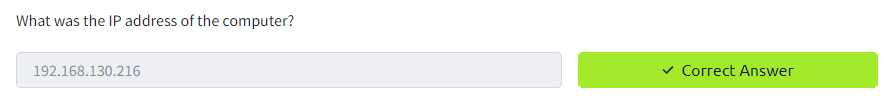 What was the IP address of the computer?
192.168.130.216
✓ Correct Answer